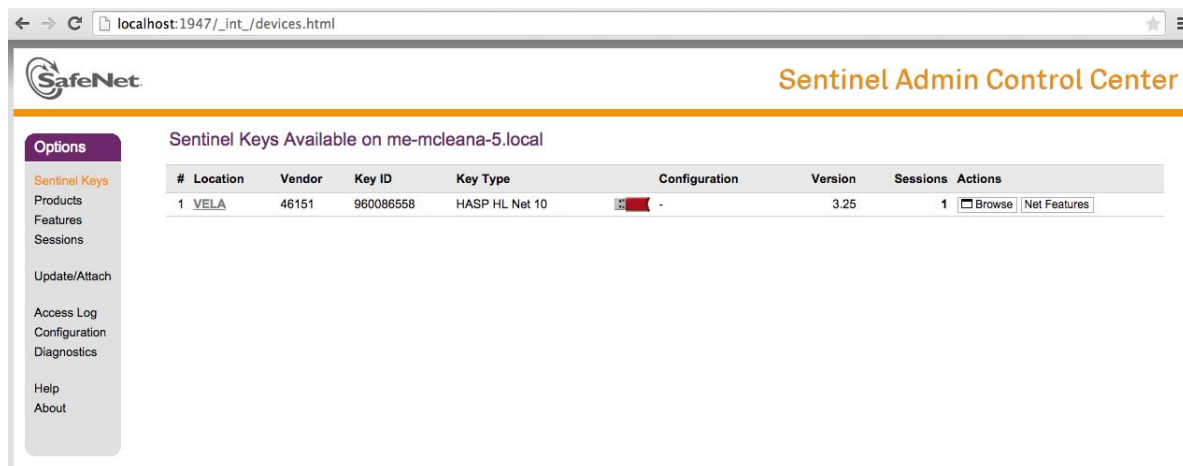 localhost:1947/_int_/devices.html
SafeNet.
Sentinel Admin Control Center
Options
Sentinel Keys
Products
Features
Sessions
Update/Attach
Access Log
Configuration
Diagnostics
Help
About
Sentinel Keys Available on me-mcleana-5.local
# Location Vendor Key ID Key Type Configuration Version Sessions Actions
1 VELA 46151 960086558 HASP HL Net 10 - 3.25 1 Browse Net Features